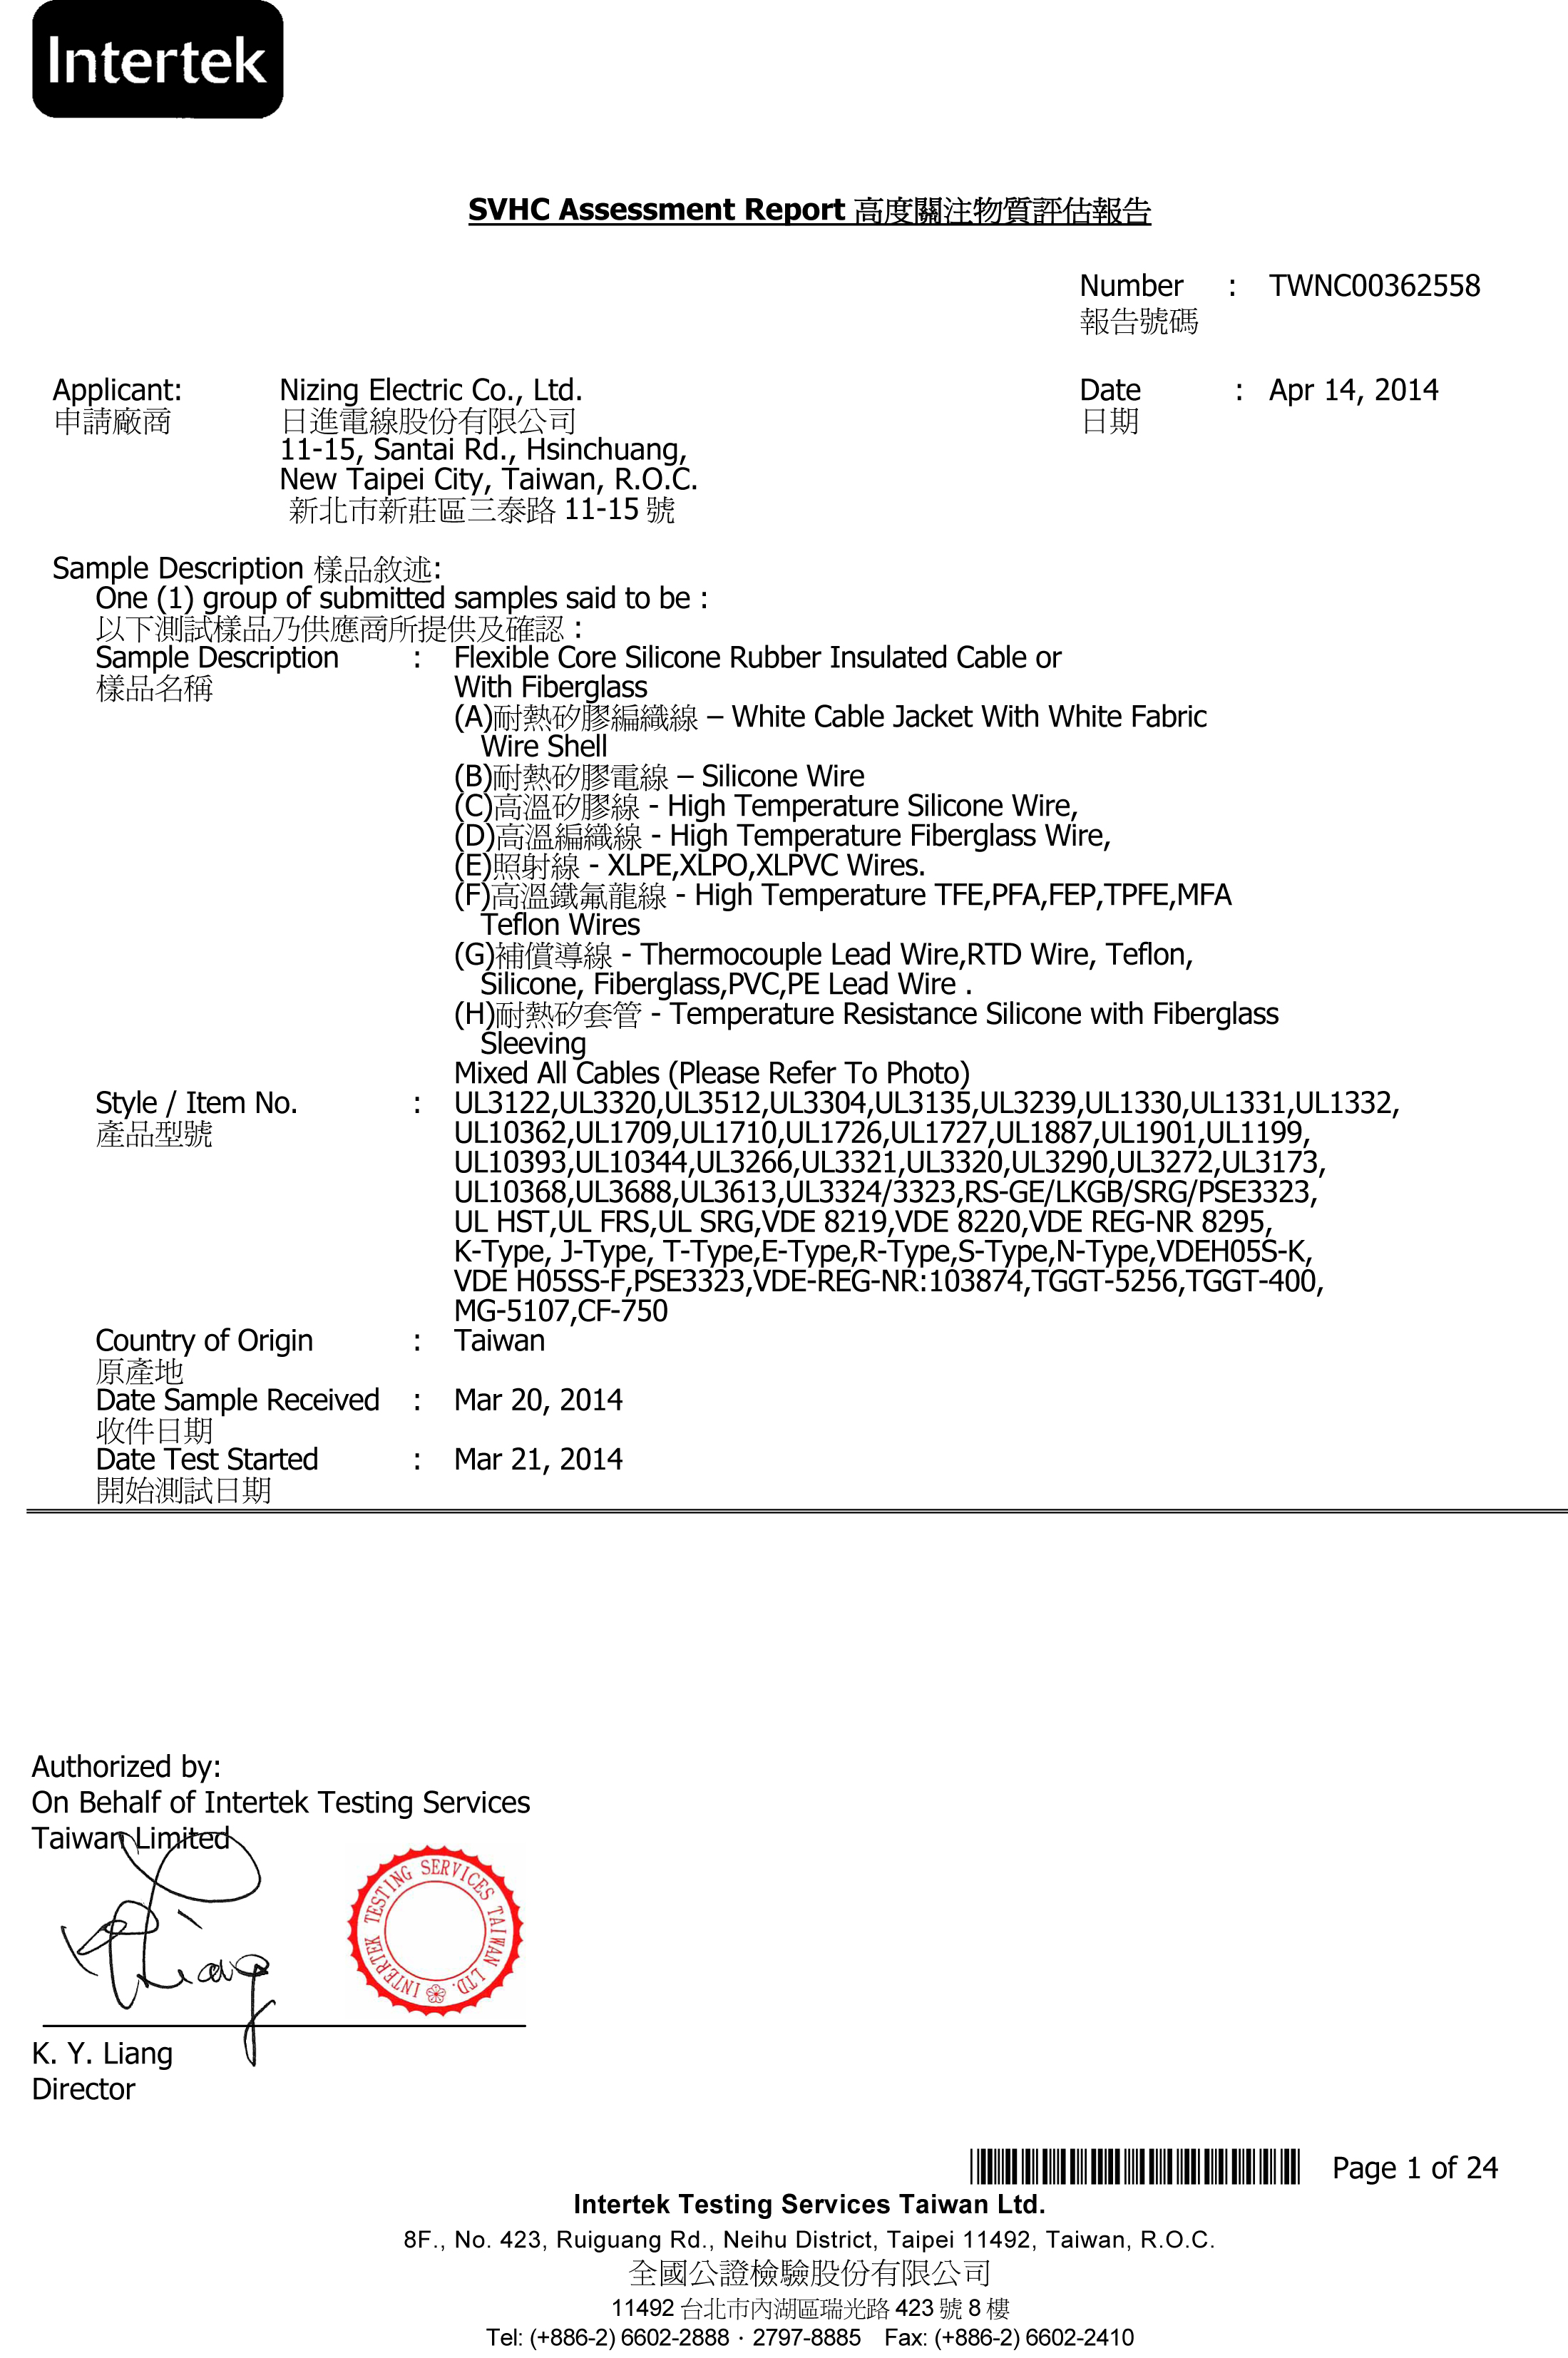 Intertek
SVHC Assessment Report 高度關注物質評估報告
Number : TWNC00362558
報告號碼
Applicant: Nizing Electric Co., Ltd. Date : Apr 14, 2014
申請廠商 日進電線股份有限公司 日期
11-15, Santai Rd., Hsinchuang,
New Taipei City, Taiwan, R.O.C.
新北市新莊區三泰路 11-15 號
Sample Description 樣品敘述:
One (1) group of submitted samples said to be :
以下測試樣品乃供應商所提供及確認 :
Sample Description : Flexible Core Silicone Rubber Insulated Cable or
樣品名稱 With Fiberglass
(A)耐熱矽膠編織線 – White Cable Jacket With White Fabric
Wire Shell
(B)耐熱矽膠電線 – Silicone Wire
(C)高溫矽膠線 - High Temperature Silicone Wire,
(D)高溫編織線 - High Temperature Fiberglass Wire,
(E)照射線 - XLPE,XLPO,XLPVC Wires.
(F)高溫鐵氟龍線 - High Temperature TFE,PFA,FEP,TPFE,MFA
Teflon Wires
(G)補償導線 - Thermocouple Lead Wire,RTD Wire, Teflon,
Silicone, Fiberglass,PVC,PE Lead Wire .
(H)耐熱矽套管 - Temperature Resistance Silicone with Fiberglass
Sleeving
Mixed All Cables (Please Refer To Photo)
Style / Item No. : UL3122,UL3320,UL3512,UL3304,UL3135,UL3239,UL1330,UL1331,UL1332,
產品型號 UL10362,UL1709,UL1710,UL1726,UL1727,UL1887,UL1901,UL1199,
UL10393,UL10344,UL3266,UL3321,UL3320,UL3290,UL3272,UL3173,
UL10368,UL3688,UL3613,UL3324/3323,RS-GE/LKGB/SRG/PSE3323,
UL HST,UL FRS,UL SRG,VDE 8219,VDE 8220,VDE REG-NR 8295,
K-Type, J-Type, T-Type,E-Type,R-Type,S-Type,N-Type,VDEH05S-K,
VDE H05SS-F,PSE3323,VDE-REG-NR:103874,TGGT-5256,TGGT-400,
MG-5107,CF-750
Country of Origin : Taiwan
原產地
Date Sample Received : Mar 20, 2014
收件日期
Date Test Started : Mar 21, 2014
開始測試日期
Authorized by:
On Behalf of Intertek Testing Services
Taiwan Limited
INTERTEK TESTING SERVICES TAIWAN LTD.
K. Y. Liang
Director
Page 1 of 24
Intertek Testing Services Taiwan Ltd.
8F., No. 423, Ruiguang Rd., Neihu District, Taipei 11492, Taiwan, R.O.C.
全國公證檢驗股份有限公司
11492 台北市內湖區瑞光路 423 號 8 樓
Tel: (+886-2) 6602-2888 · 2797-8885 Fax: (+886-2) 6602-2410